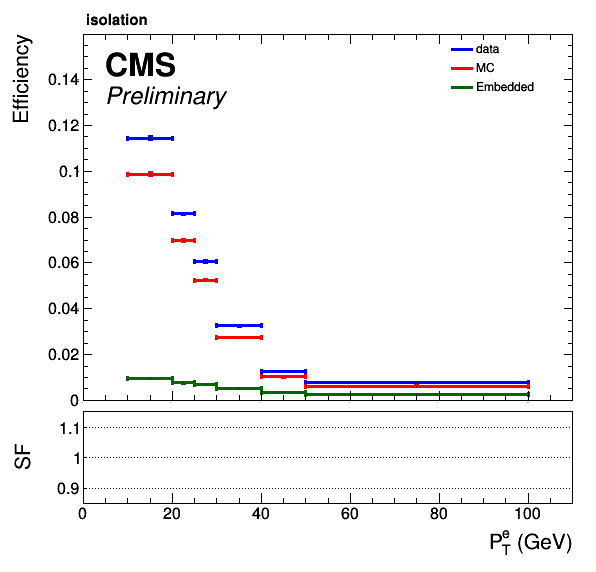 isolation
CMS
Preliminary
Efficiency
data
MC
Embedded
0.14
0.12
0.1
0.08
0.06
0.04
0.02
0
SF
1.1
1
0.9
0 20 40 60 80 100
P_T^e (GeV)